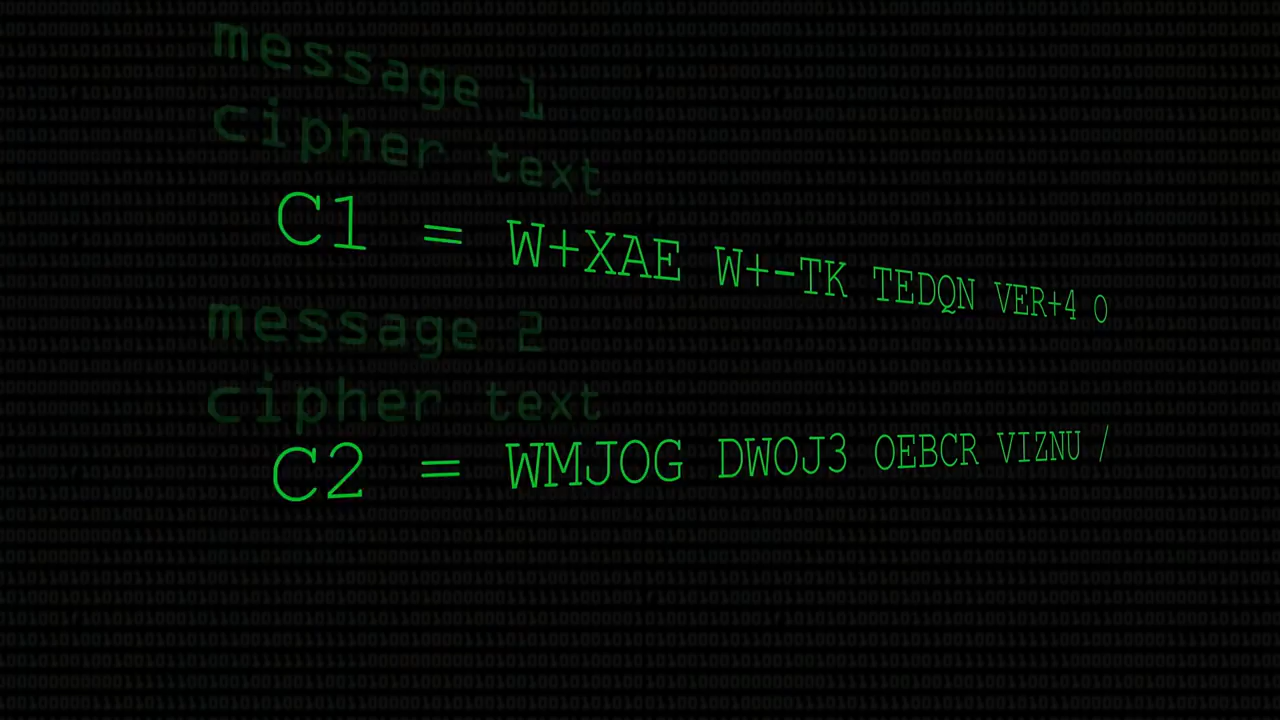 message 1
cipher text
C1 = W+XAE W+-TK TEDQN VER+4 O
message 2
cipher text
C2 = WMJOG DWOJ3 OEBCR VIZNU /